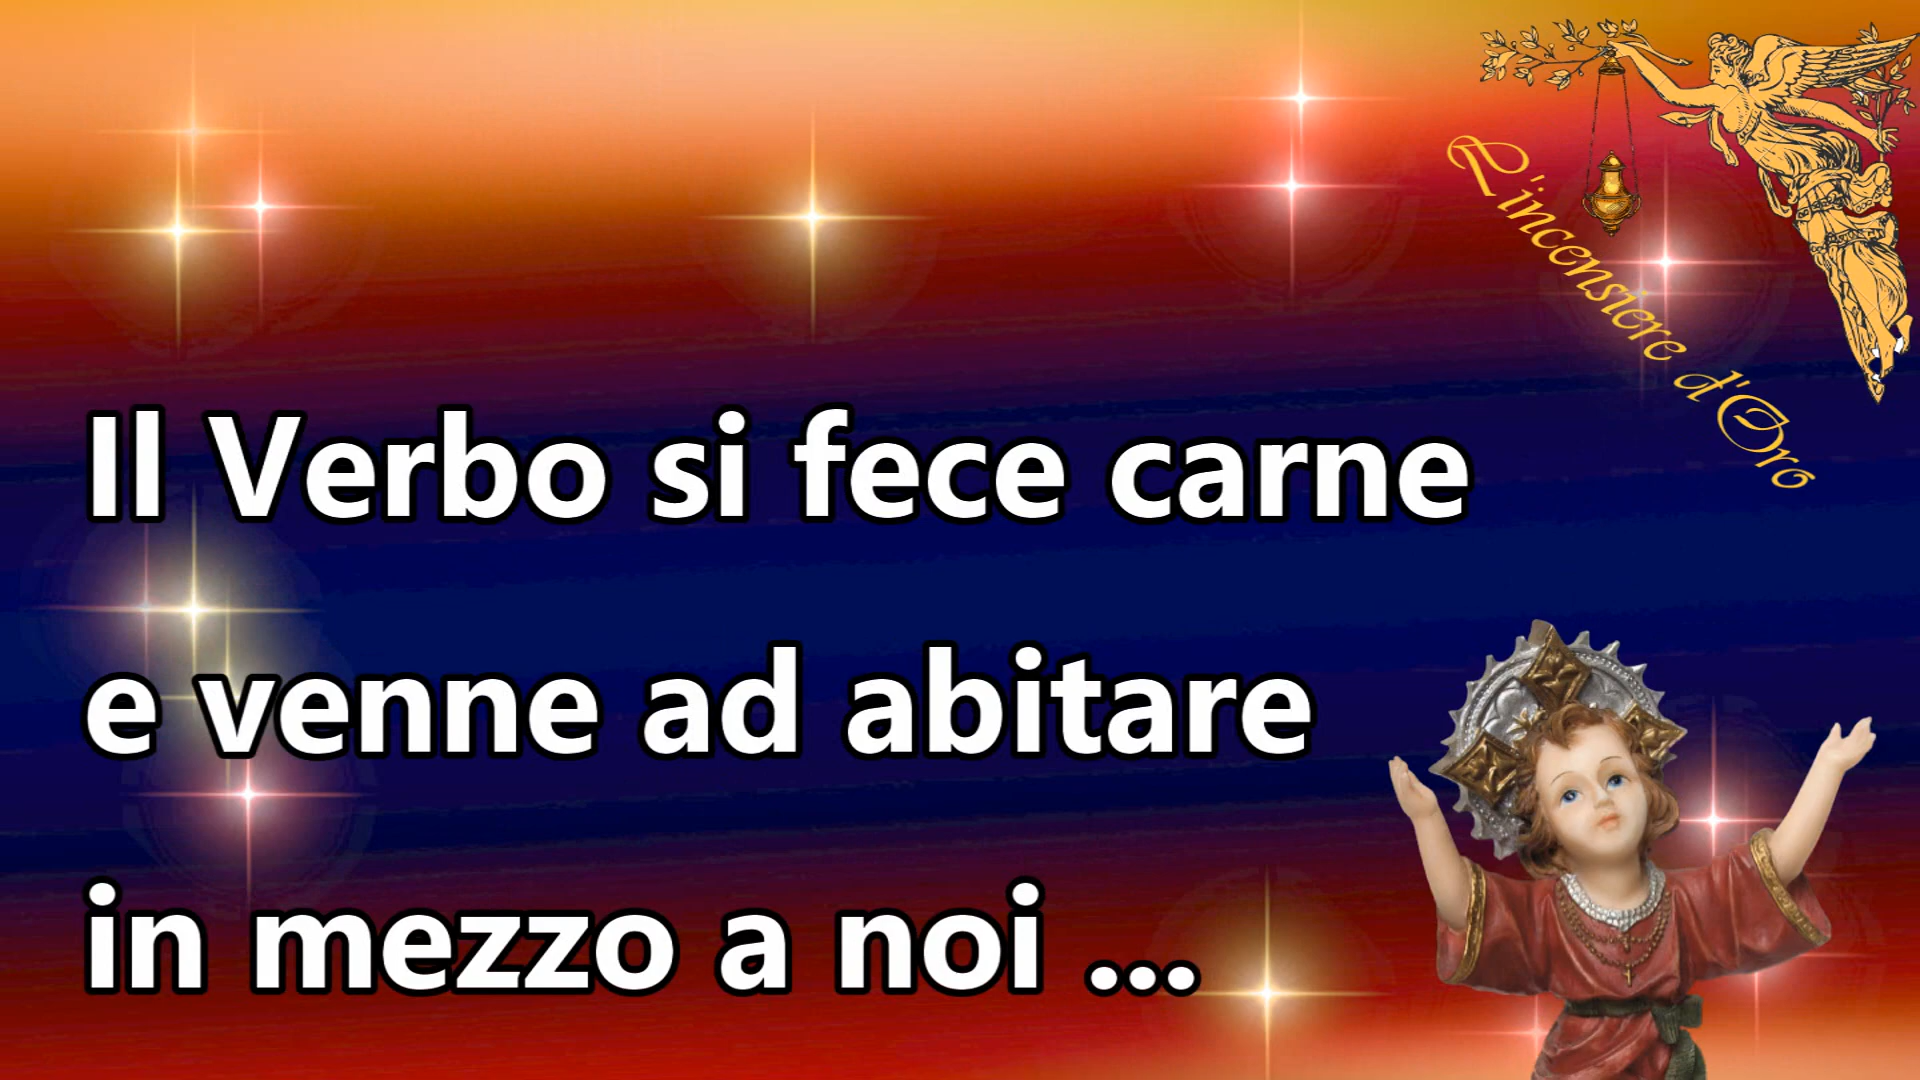 L'incensiere d'Oro
Il Verbo si fece carne
e venne ad abitare
in mezzo a noi ...